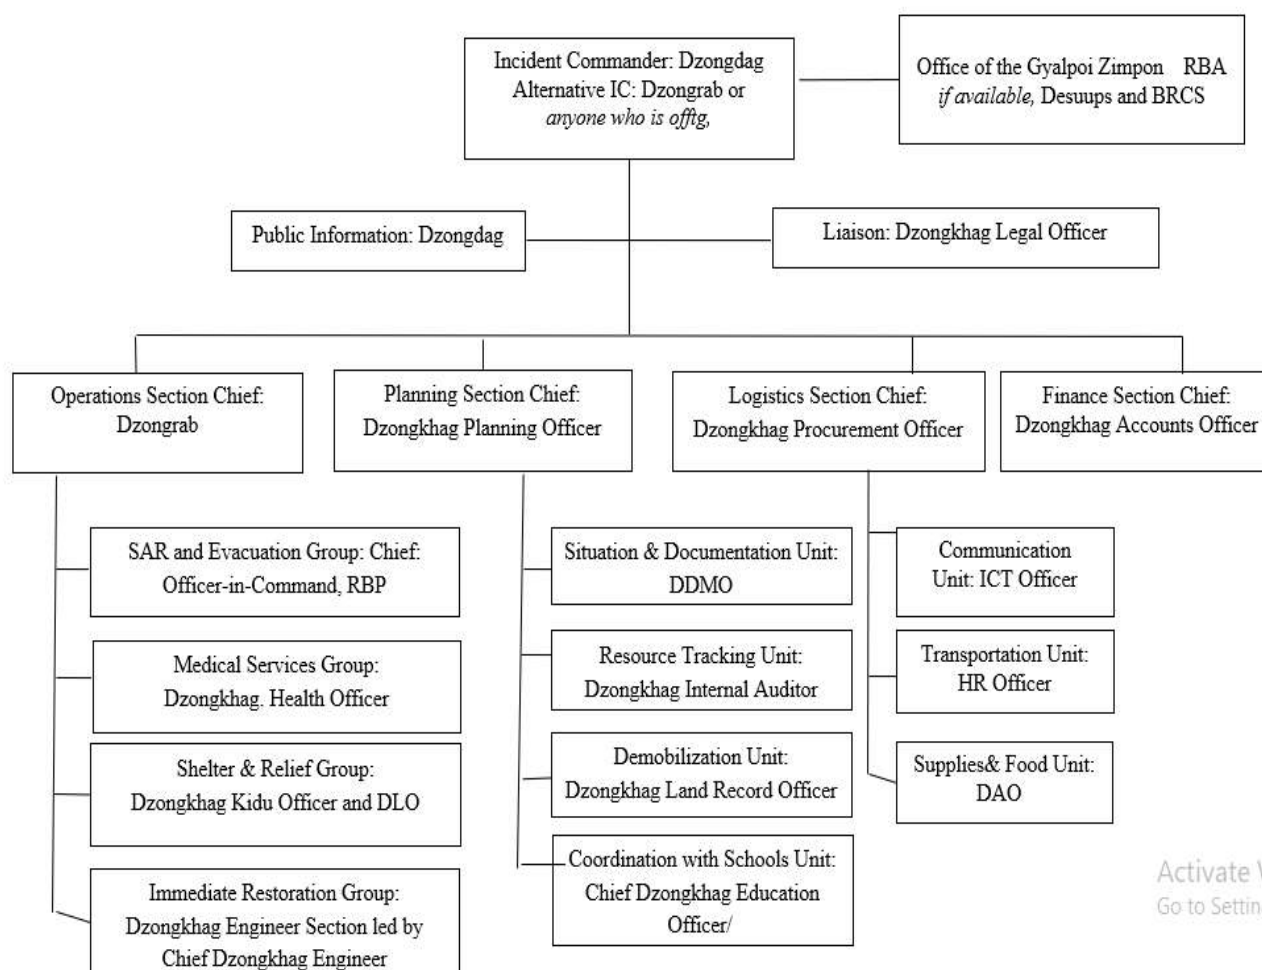 Incident Commander: Dzongdag
Alternative IC: Dzongrab or
anyone who is offtg,
Office of the Gyalpoi Zimpon RBA
if available, Desuups and BRCS
Public Information: Dzongdag
Liaison: Dzongkhag Legal Officer
Operations Section Chief:
Dzongrab
Planning Section Chief:
Dzongkhag Planning Officer
Logistics Section Chief:
Dzongkhag Procurement Officer
Finance Section Chief:
Dzongkhag Accounts Officer
SAR and Evacuation Group: Chief:
Officer-in-Command, RBP
Medical Services Group:
Dzongkhag. Health Officer
Shelter & Relief Group:
Dzongkhag Kidu Officer and DLO
Immediate Restoration Group:
Dzongkhag Engineer Section led by
Chief Dzongkhag Engineer
Situation & Documentation Unit:
DDMO
Resource Tracking Unit:
Dzongkhag Internal Auditor
Demobilization Unit:
Dzongkhag Land Record Officer
Coordination with Schools Unit:
Chief Dzongkhag Education
Officer/
Communication
Unit: ICT Officer
Transportation Unit:
HR Officer
Supplies& Food Unit:
DAO
Activate
Go to Settin